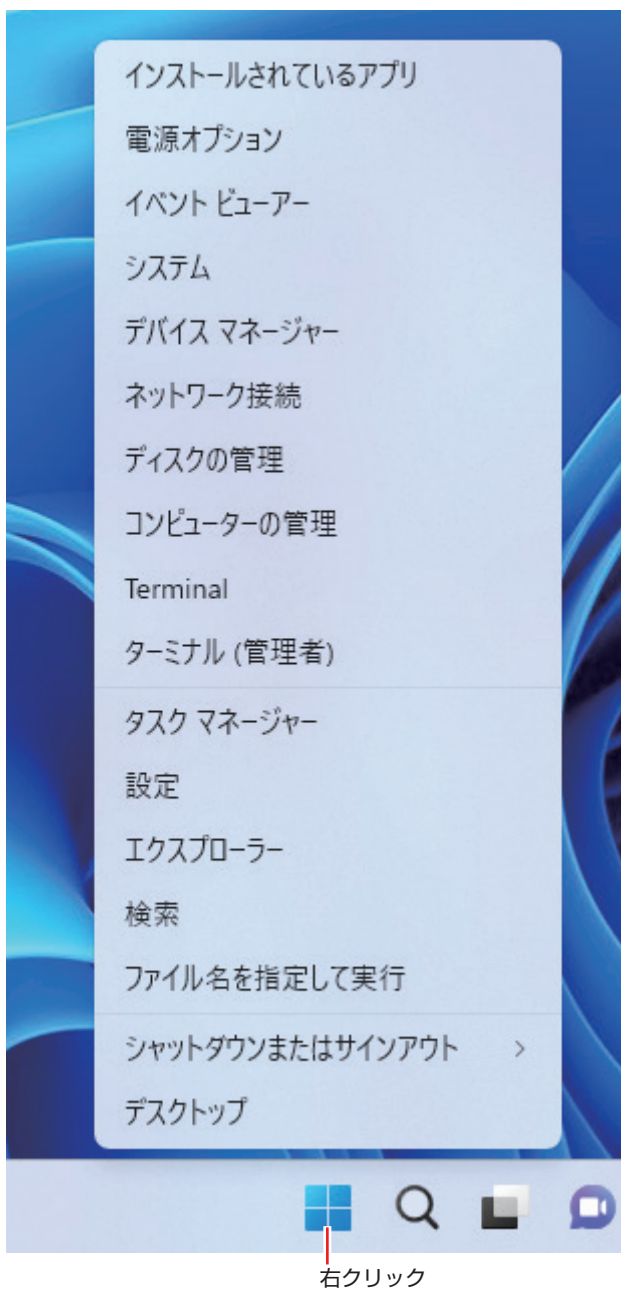 インストールされているアプリ
電源オプション
イベント ビューアー
システム
デバイス マネージャー
ネットワーク接続
ディスクの管理
コンピューターの管理
Terminal
ターミナル (管理者)
タスク マネージャー
設定
エクスプローラー
検索
ファイル名を指定して実行
シャットダウンまたはサインアウト
デスクトップ
右クリック